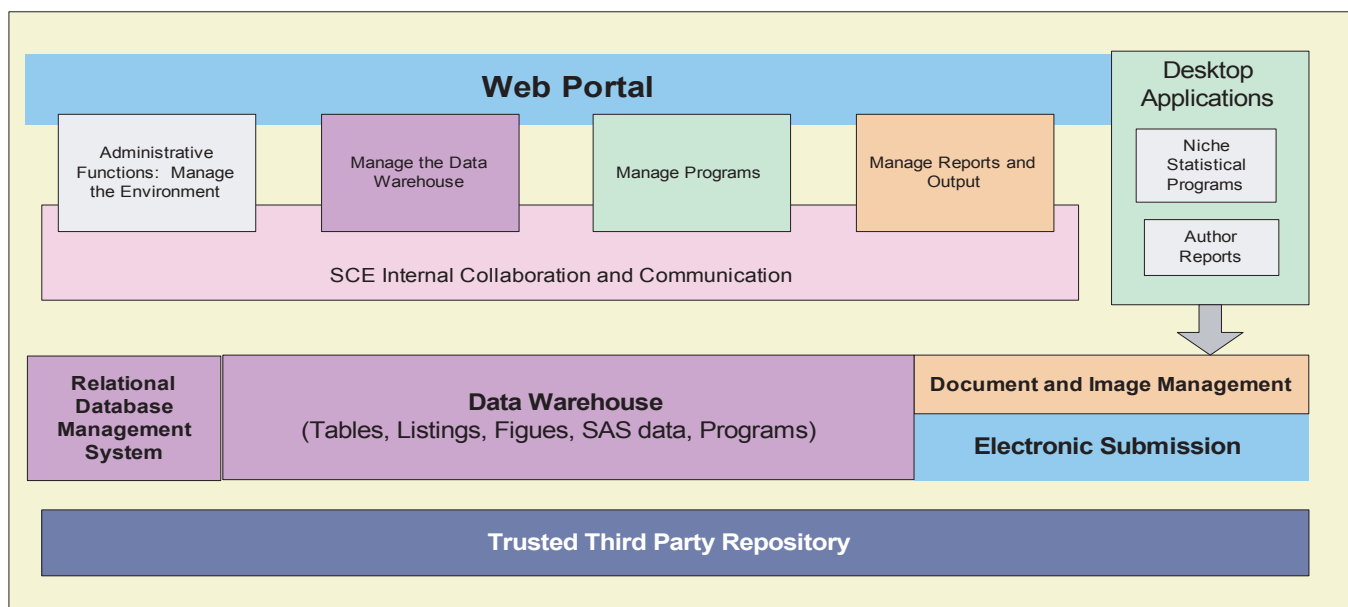 Web Portal
Desktop
Applications
Administrative
Functions:  Manage
the Environment
Manage the Data
Warehouse
Manage Programs
Manage Reports and
Output
Niche
Statistical
Programs
Author
Reports
SCE Internal Collaboration and Communication
Relational
Database
Management
System
Data Warehouse
(Tables, Listings, Figues, SAS data, Programs)
Document and Image Management
Electronic Submission
Trusted Third Party Repository